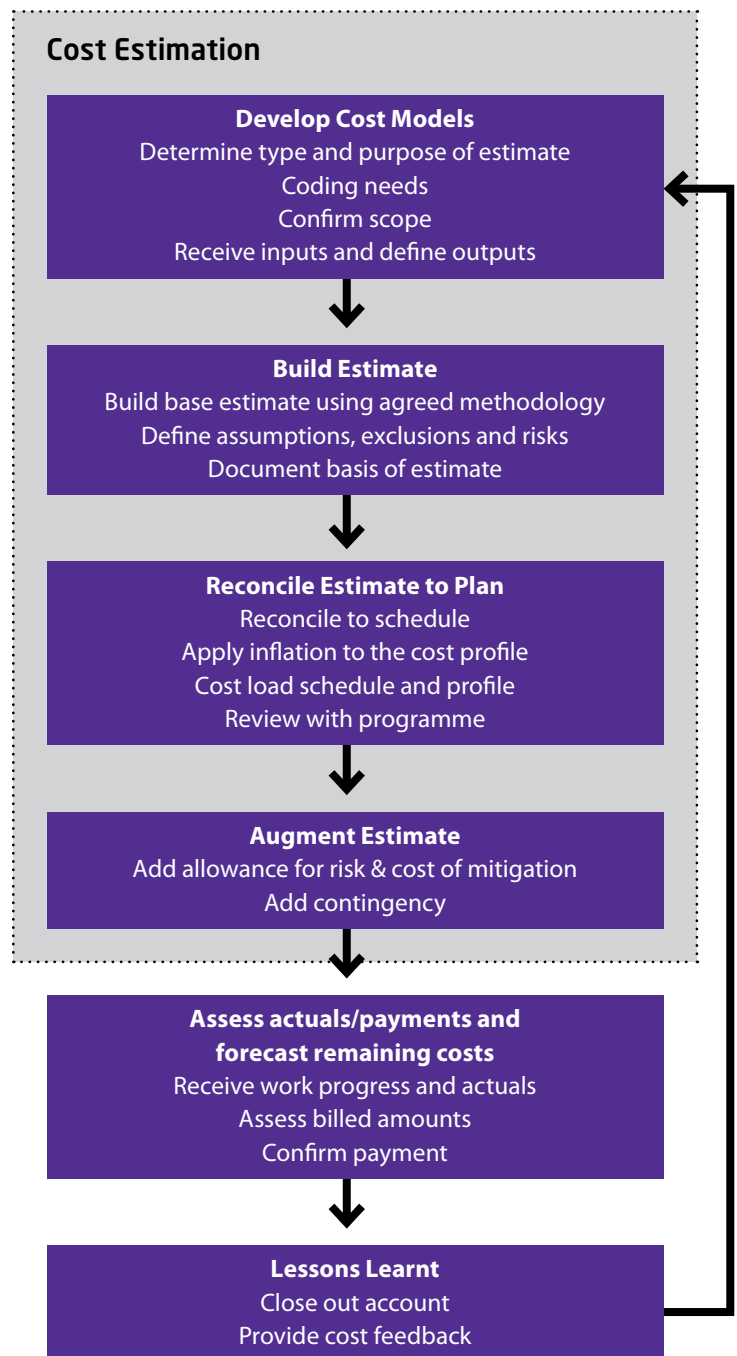 Cost Estimation
Develop Cost Models
Determine type and purpose of estimate
Coding needs
Confirm scope
Receive inputs and define outputs
Build Estimate
Build base estimate using agreed methodology
Define assumptions, exclusions and risks
Document basis of estimate
Reconcile Estimate to Plan
Reconcile to schedule
Apply inflation to the cost profile
Cost load schedule and profile
Review with programme
Augment Estimate
Add allowance for risk & cost of mitigation
Add contingency
Assess actuals/payments and
forecast remaining costs
Receive work progress and actuals
Assess billed amounts
Confirm payment
Lessons Learnt
Close out account
Provide cost feedback